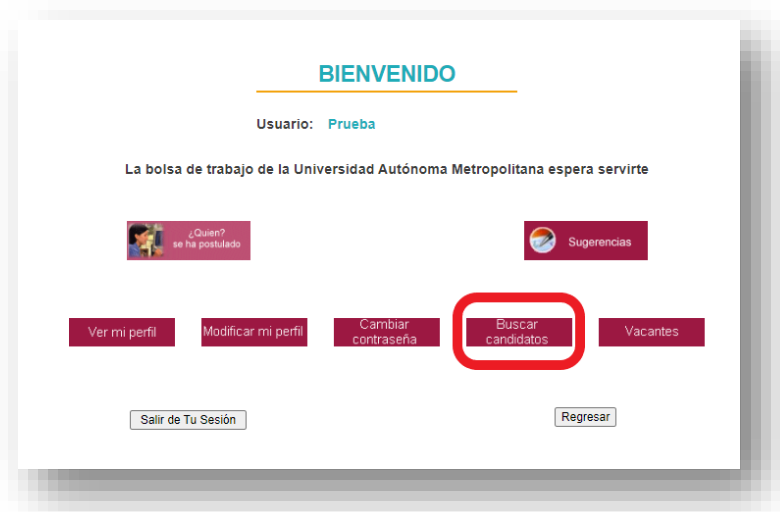 BIENVENIDO
Usuario: Prueba
La bolsa de trabajo de la Universidad Autónoma Metropolitana espera servirte
¿Quien?
se ha postulado
Sugerencias
Ver mi perfil
Modificar mi perfil
Cambiar
contraseña
Buscar
candidatos
Vacantes
Salir de Tu Sesión
Regresar